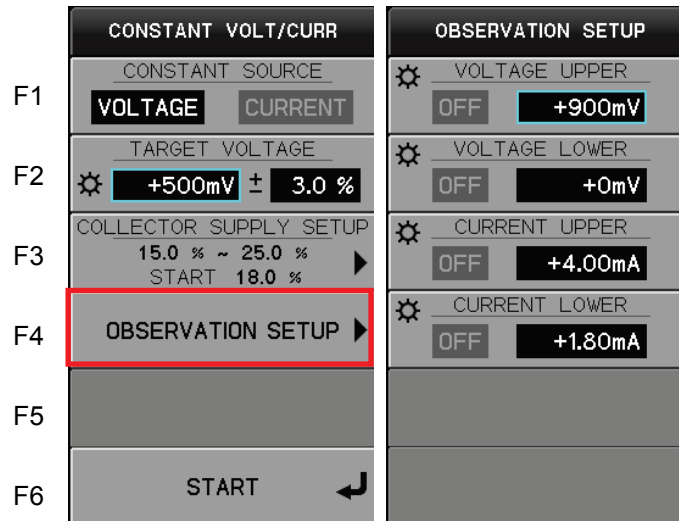 CONSTANT VOLT/CURR
F1
CONSTANT SOURCE
VOLTAGE CURRENT
F2
TARGET VOLTAGE
+500mV ± 3.0 %
F3
COLLECTOR SUPPLY SETUP
15.0 % ~ 25.0 %
START 18.0 %
F4
OBSERVATION SETUP
F5
F6
START
OBSERVATION SETUP
VOLTAGE UPPER
OFF +900mV
VOLTAGE LOWER
OFF +0mV
CURRENT UPPER
OFF +4.00mA
CURRENT LOWER
OFF +1.80mA